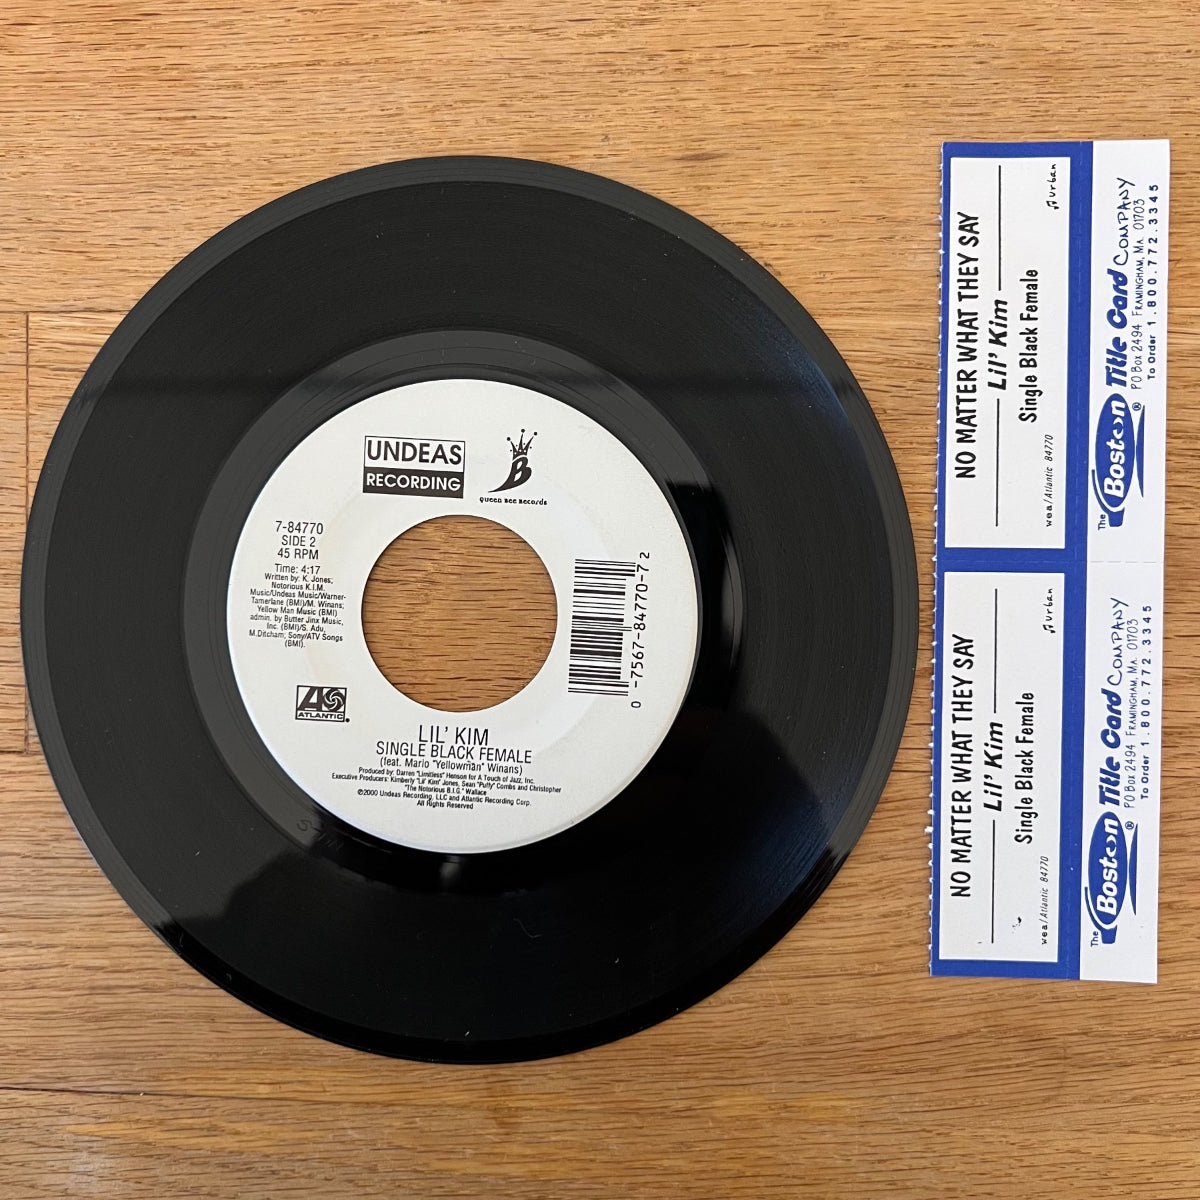 UNDEAS
RECORDING
B
Queen Bee Records
7-84770
SIDE 2
45 RPM
Time: 4:17
Written by: K. Jones;
Notorious K.I.M.
Music/Undeas Music/Warner-
Tamerlane (BMI)/M. Winans;
Yellow Man Music (BMI)
admin. by Butter Jinx Music,
Inc. (BMI)/S. Adu,
M.Ditcham; Sony/ATV Songs
(BMI).
0 -7567-84770-7 2
ATLANTIC®
LIL' KIM
SINGLE BLACK FEMALE
(feat. Mario "Yellowman" Winans)
Produced by: Darren "Limitless" Henson for A Touch of Jazz, Inc.
Executive Producers: Kimberly "Lil' Kim" Jones, Sean "Puffy" Combs and Christopher
"The Notorious B.I.G." Wallace
©2000 Undeas Recording, LLC and Atlantic Recording Corp.
All Rights Reserved
NO MATTER WHAT THEY SAY
Lil' Kim
Single Black Female
wea/Atlantic 84770
♫urban
The Boston Title Card Company
® PO Box 2494 Framingham, Ma. 01703
To Order 1.800.772.3345
NO MATTER WHAT THEY SAY
Lil' Kim
Single Black Female
wea/Atlantic 84770
♫urban
The Boston Title Card Company
® PO Box 2494 Framingham, Ma. 01703
To Order 1.800.772.3345